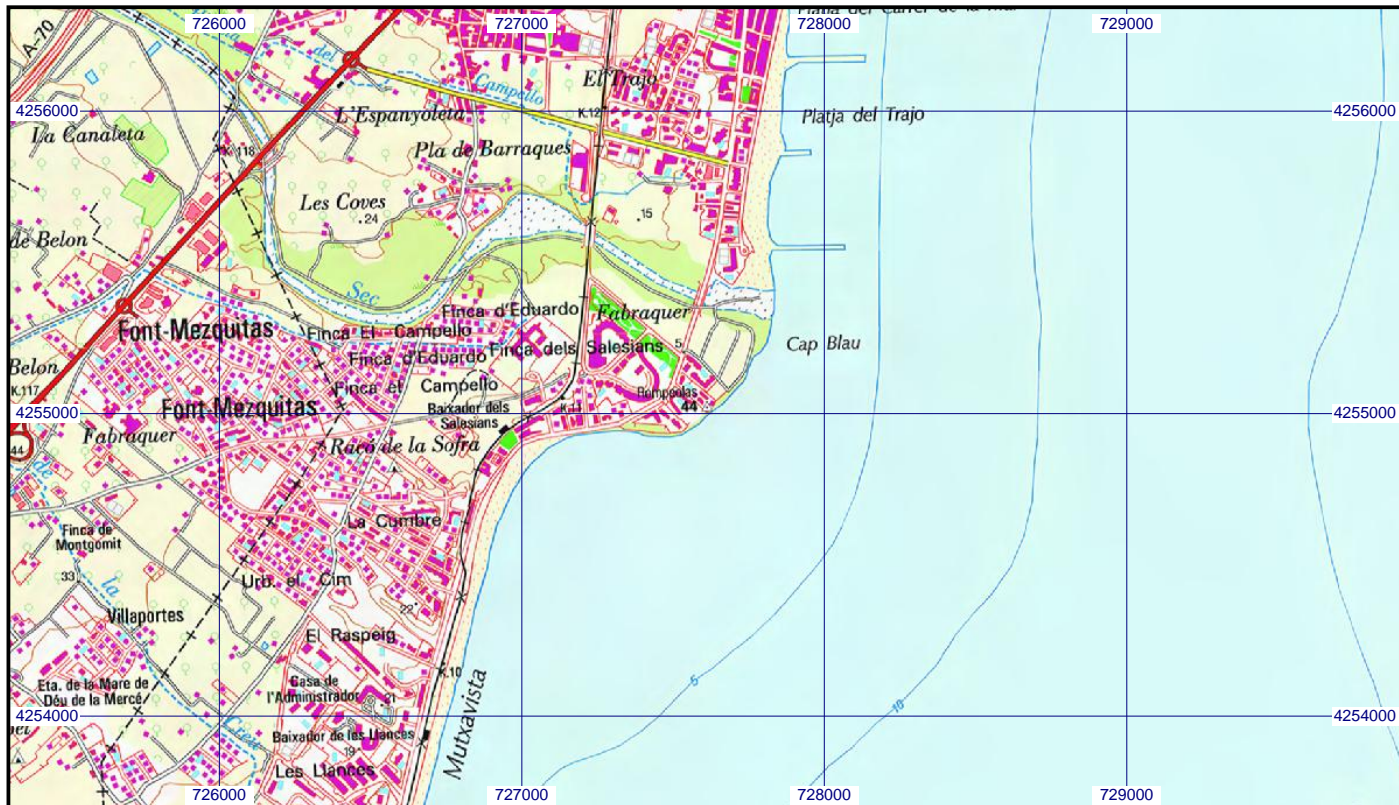 726000
727000
728000
729000
A-70
del
Campello
El Trajo
4256000
4256000
La Canaleta
L'Espanyoleta
K.12
Platja del Trajo
K.118
Pla de Barraques
Les Coves
24
15
de Belon
Sec
Finca d'Eduardo
Fabraquer
Font-Mezquitas
Finca El Campello
Finca d'Eduardo
Finca dels Salesians
5
Cap Blau
Belon
K.117
Finca el Campello
Rompeolas
44
4255000
4255000
Font-Mezquitas
Baixador dels
Salesians
K.11
Fabraquer
Racó de la Sofra
44
de
La Cumbre
Finca de
Montgomit
33
la
Urb. el Cim
22
Villaportes
El Raspeig
K.10
Eta. de la Mare de
Déu de la Mercé
Casa de
l'Administrador
21
5
10
4254000
4254000
Baixador de les Llances
19
Les Llances
Mutxavista
726000
727000
728000
729000